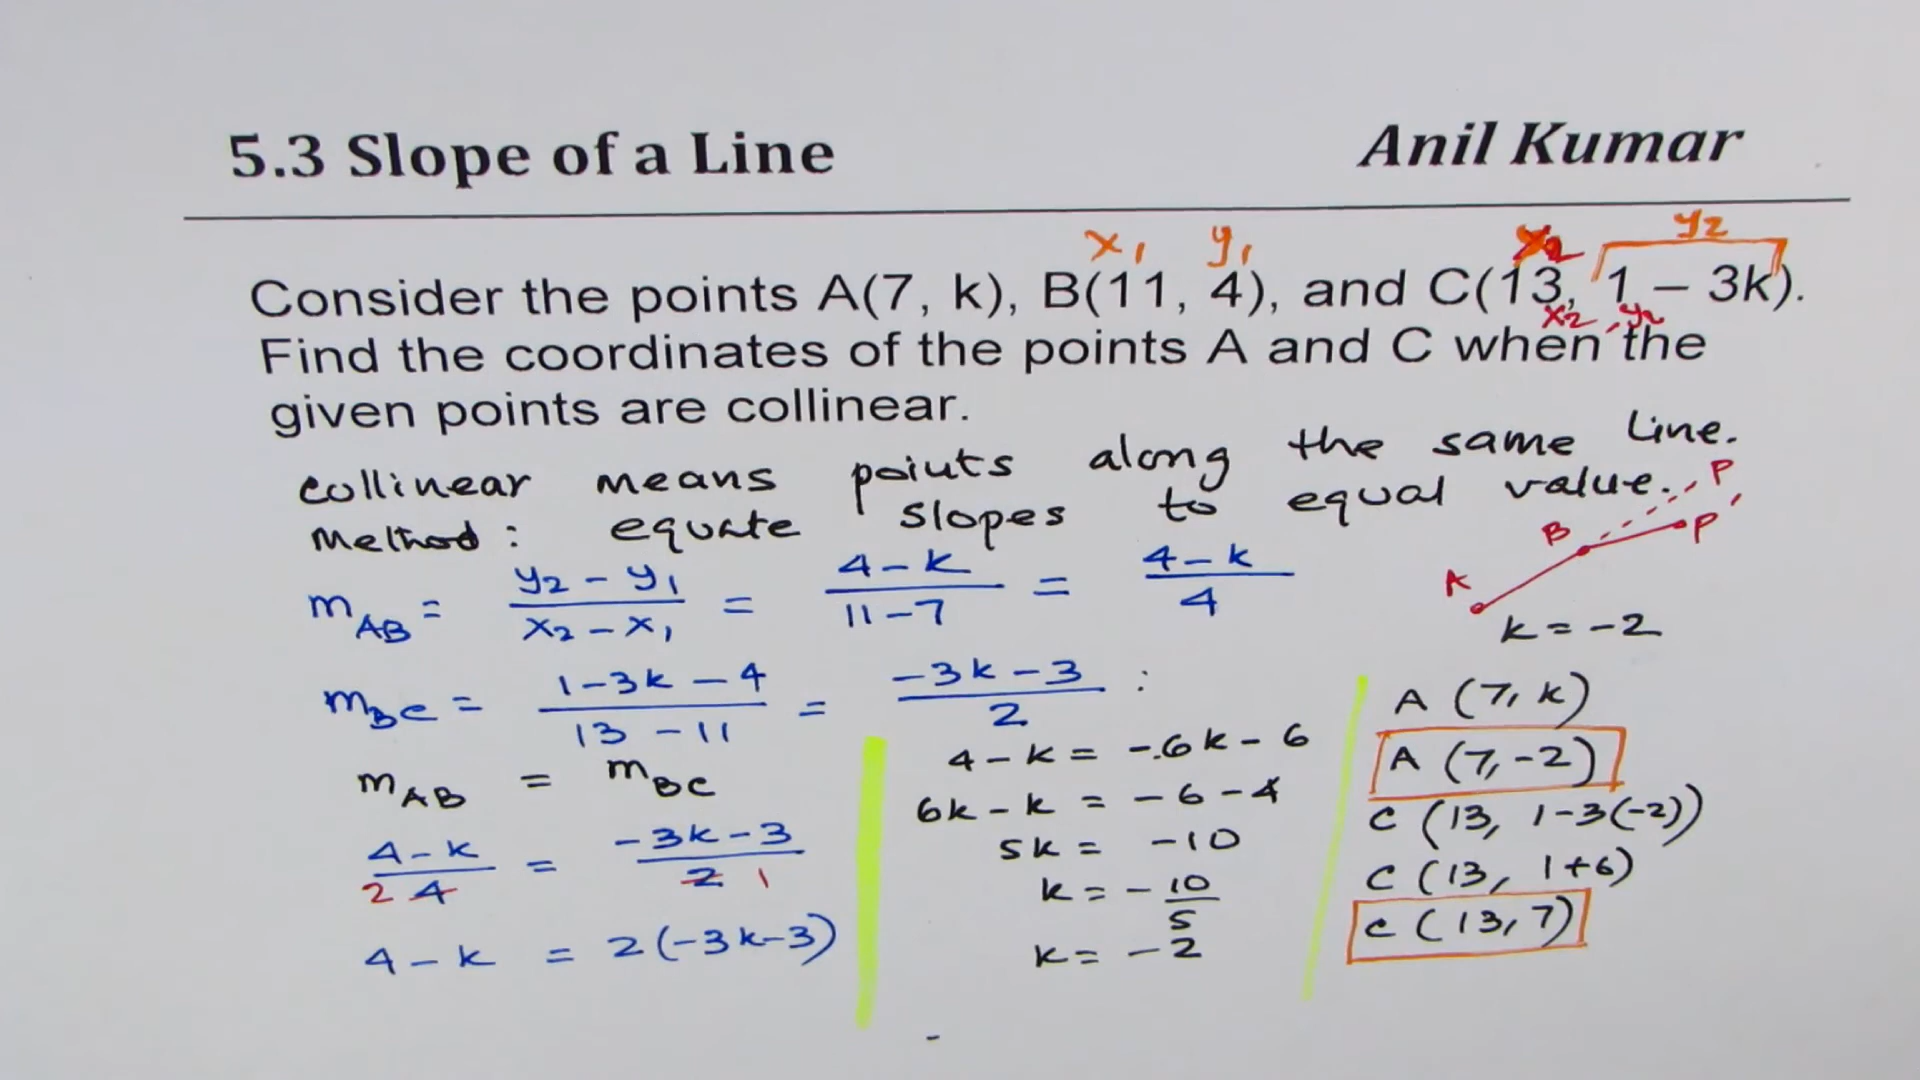 5.3 Slope of a Line
Anil Kumar
x₁ y₁ x₂ y₂
Consider the points A(7, k), B(11, 4), and C(13, 1 – 3k).
x₂, y₂
Find the coordinates of the points A and C when the
given points are collinear.
collinear means points along the same line.
Method: equate slopes to equal value.
P
B P
A
m_AB = (y₂ - y₁)/(x₂ - x₁) = (4 - k)/(11 - 7) = (4 - k)/4
k = -2
m_BC = (1 - 3k - 4)/(13 - 11) = (-3k - 3)/2 :
m_AB = m_BC
(4 - k)/4 = (-3k - 3)/2
2 1
4 - k = 2(-3k-3)
4 - k = -6k - 6
6k - k = -6 - 4
5k = -10
k = -10/5
k = -2
A (7, k)
A (7, -2)
C (13, 1-3(-2))
C (13, 1+6)
C (13, 7)